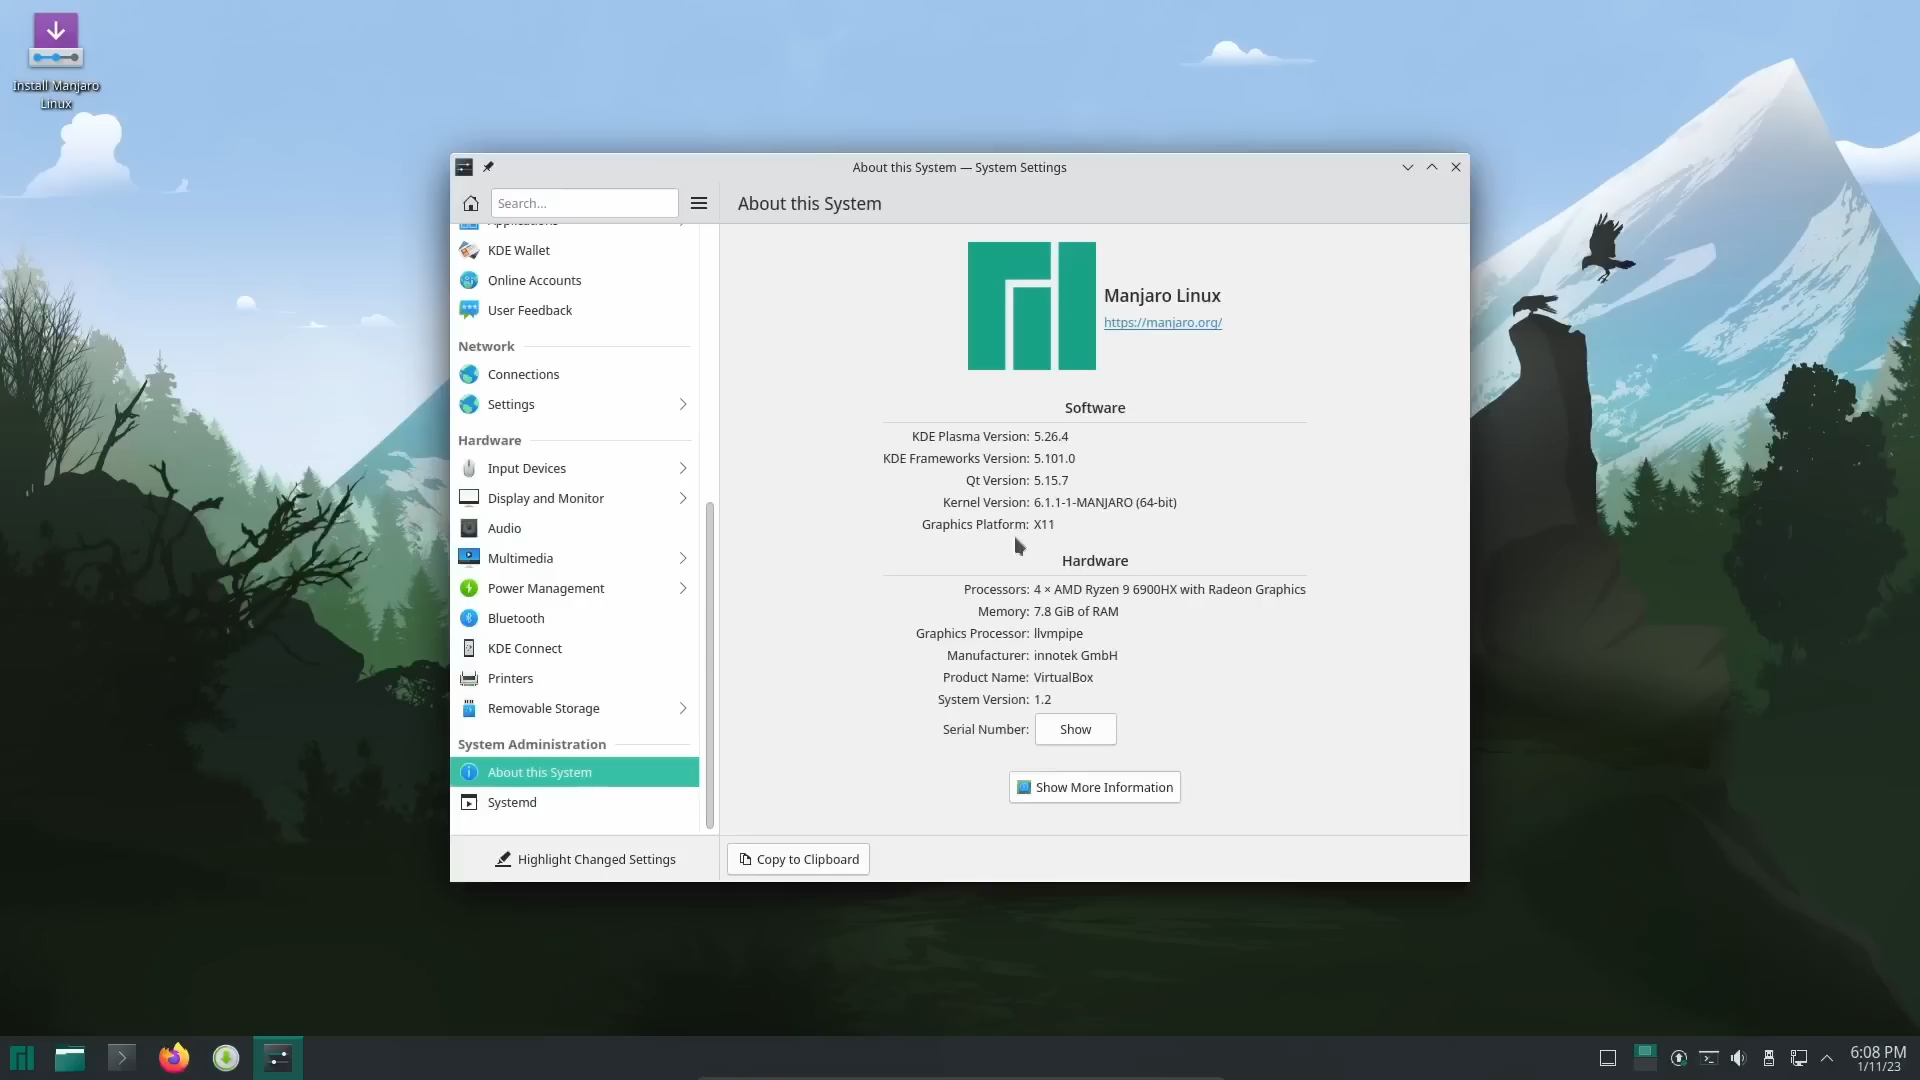 Install Manjaro
Linux
About this System — System Settings
Search...
About this System
Applications
KDE Wallet
Online Accounts
User Feedback
Network
Connections
Settings
Hardware
Input Devices
Display and Monitor
Audio
Multimedia
Power Management
Bluetooth
KDE Connect
Printers
Removable Storage
System Administration
About this System
Systemd
Highlight Changed Settings
Manjaro Linux
https://manjaro.org/
Software
KDE Plasma Version: 5.26.4
KDE Frameworks Version: 5.101.0
Qt Version: 5.15.7
Kernel Version: 6.1.1-1-MANJARO (64-bit)
Graphics Platform: X11
Hardware
Processors: 4 × AMD Ryzen 9 6900HX with Radeon Graphics
Memory: 7.8 GiB of RAM
Graphics Processor: llvmpipe
Manufacturer: innotek GmbH
Product Name: VirtualBox
System Version: 1.2
Serial Number: Show
Show More Information
Copy to Clipboard
6:08 PM
1/11/23